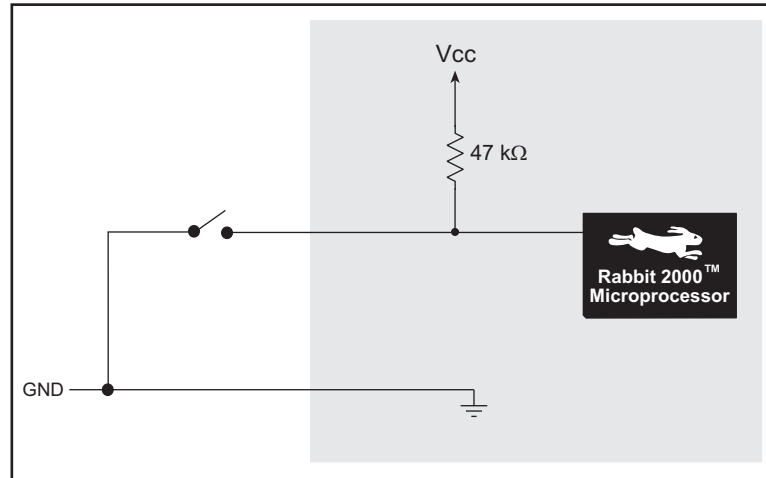 Vcc
47 kΩ
Rabbit 2000™
Microprocessor
GND